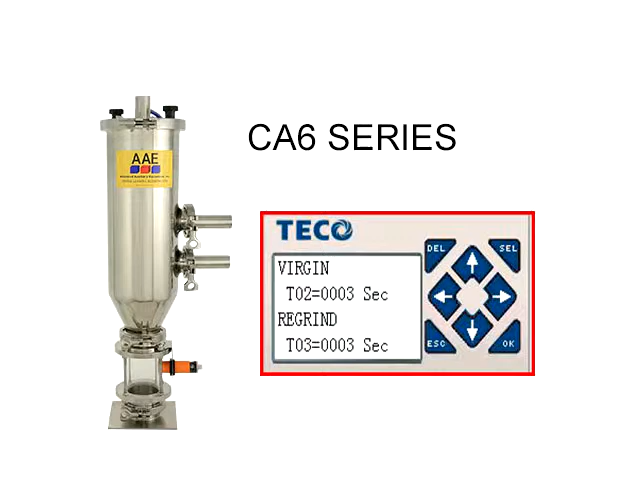 CA6 SERIES
AAE
TECO
DEL
SEL
VIRGIN
T02=0003 Sec
REGRIND
T03=0003 Sec
ESC
OK